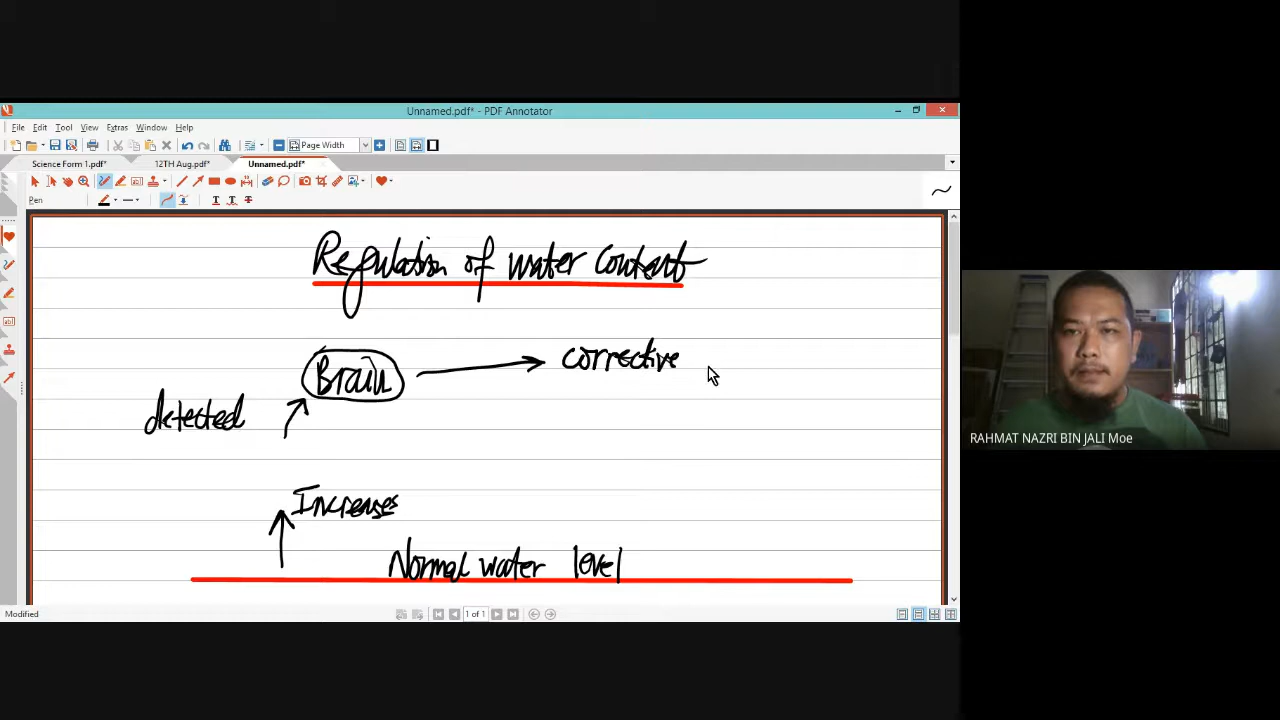 Unnamed.pdf* - PDF Annotator
File Edit Tool View Extras Window Help
Page Width
Science Form 1.pdf* 12TH Aug.pdf* Unnamed.pdf*
Pen
Regulation of water content
Brain corrective
detected
Increases
Normal water level
Modified
1 of 1
RAHMAT NAZRI BIN JALI Moe